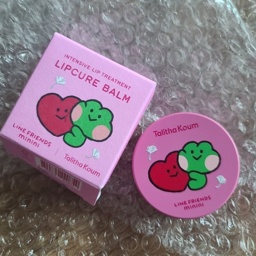 INTENSIVE LIP TREATMENT
LIPCURE BALM
LINE FRIENDS
minini
Talitha Koum
Talitha Koum
LINE FRIENDS
minini